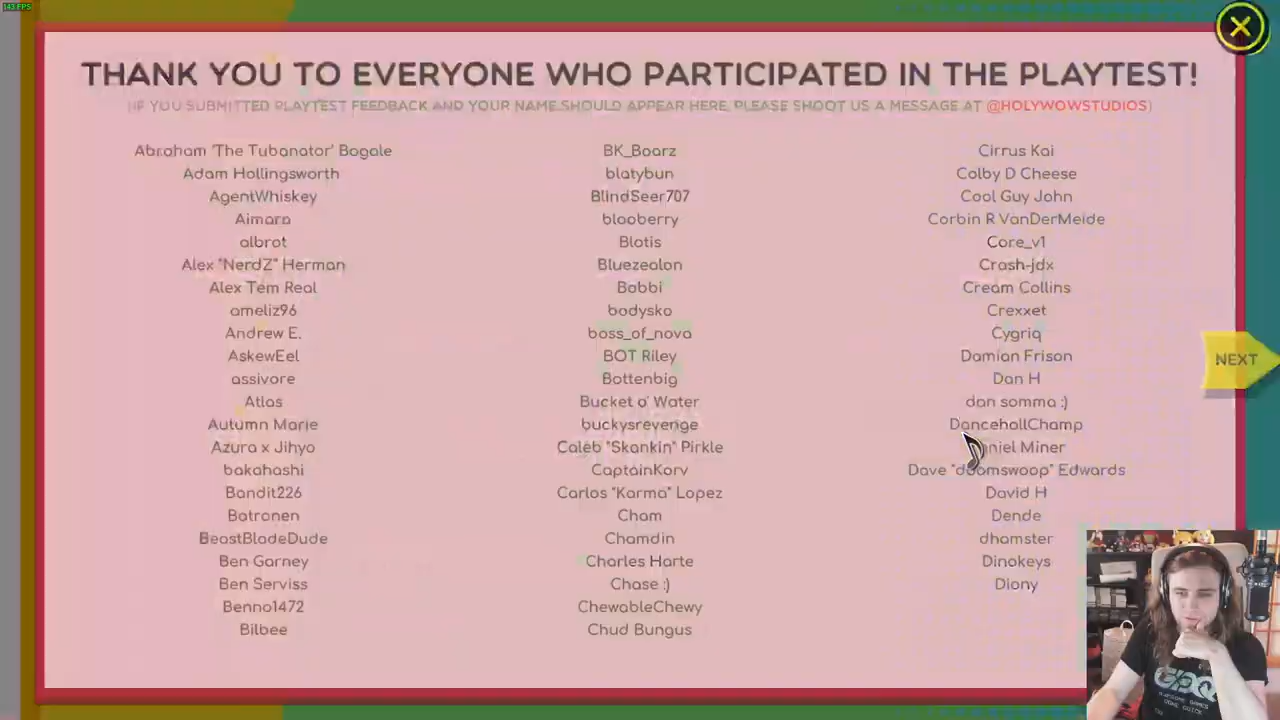 143 FPS
THANK YOU TO EVERYONE WHO PARTICIPATED IN THE PLAYTEST!
(IF YOU SUBMITTED PLAYTEST FEEDBACK AND YOUR NAME SHOULD APPEAR HERE, PLEASE SHOOT US A MESSAGE AT @HOLYWOWSTUDIOS)
Abraham 'The Tubanator' Bogale
Adam Hollingsworth
AgentWhiskey
Aimara
albrot
Alex "NerdZ" Herman
Alex Tem Real
ameliz96
Andrew E.
AskewEel
assivore
Atlas
Autumn Marie
Azura x Jihyo
bakahashi
Bandit226
Batronen
BeastBladeDude
Ben Garney
Ben Serviss
Benno1472
Bilbee
BK_Boarz
blatybun
BlindSeer707
blooberry
Blotis
Bluezealon
Bobbi
bodysko
boss_of_nova
BOT Riley
Bottenbig
Bucket o' Water
buckysrevenge
Caleb "Skankin" Pirkle
CaptainKorv
Carlos "Karma" Lopez
Cham
Chamdin
Charles Harte
Chase :)
ChewableChewy
Chud Bungus
Cirrus Kai
Colby D Cheese
Cool Guy John
Corbin R VanDerMeide
Core_v1
Crash-jdx
Cream Collins
Crexxet
Cygriq
Damian Frison
Dan H
dan somma :)
DancehallChamp
Miner
Dave "doomswoop" Edwards
David H
Dende
dhamster
Dinokeys
Diony
NEXT